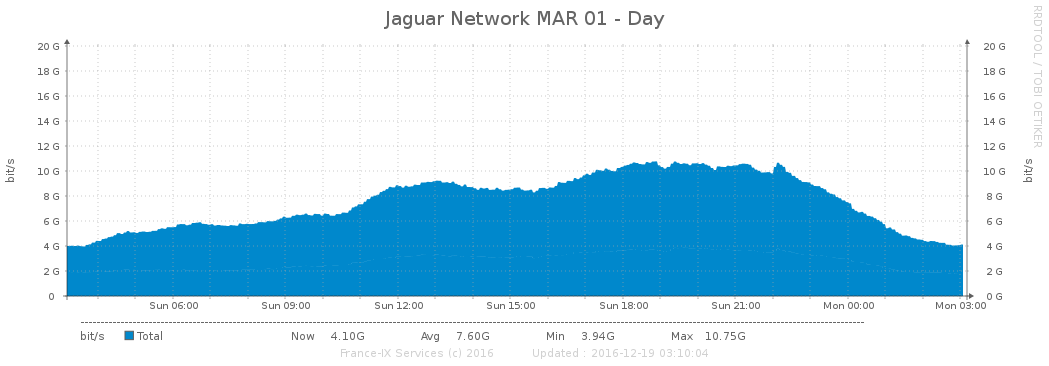 Jaguar Network MAR 01 - Day
RRDTOOL / TOBI OETIKER
20 G 20 G
18 G 18 G
16 G 16 G
14 G 14 G
12 G 12 G
10 G 10 G
8 G 8 G
6 G 6 G
4 G 4 G
2 G 2 G
0 0 G
bit/s bit/s
Sun 06:00 Sun 09:00 Sun 12:00 Sun 15:00 Sun 18:00 Sun 21:00 Mon 00:00 Mon 03:00
bit/s Total Now 4.10G Avg 7.60G Min 3.94G Max 10.75G
France-IX Services (c) 2016 Updated : 2016-12-19 03:10:04